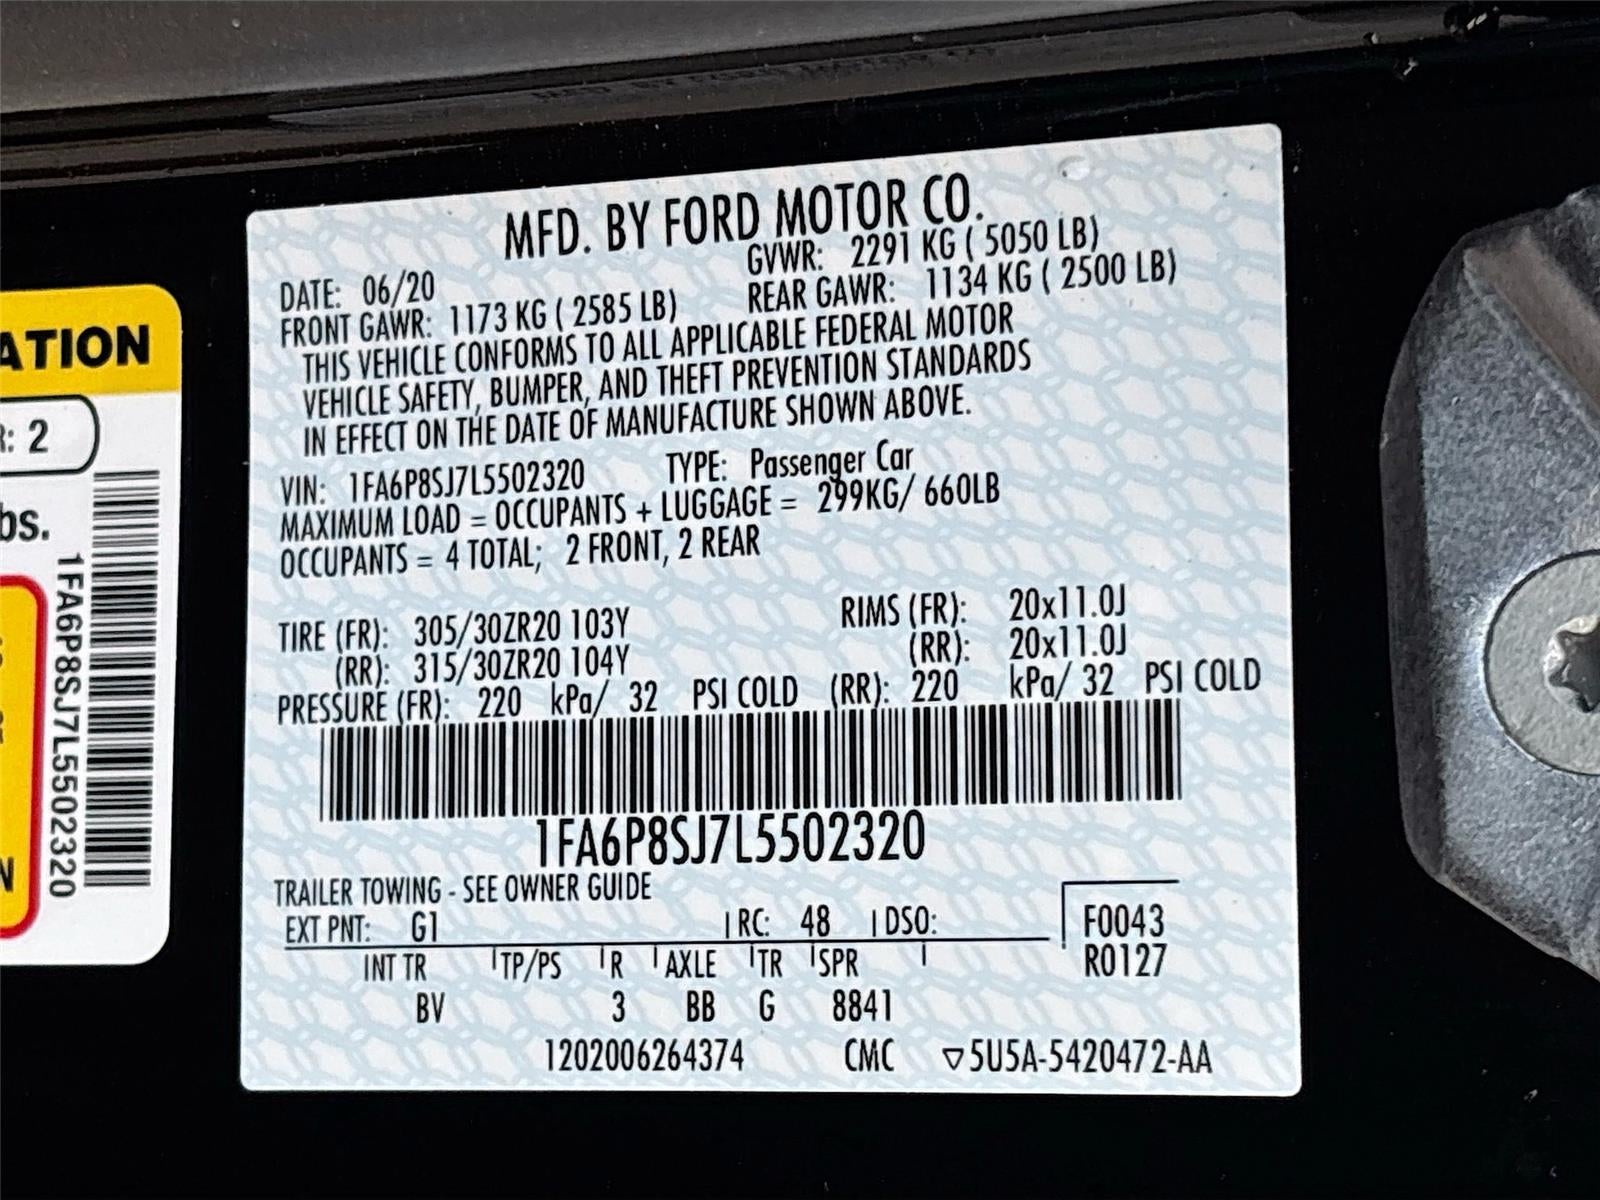 MFD. BY FORD MOTOR CO.
DATE: 06/20
GVWR: 2291 KG ( 5050 LB)
FRONT GAWR: 1173 KG ( 2585 LB)
REAR GAWR: 1134 KG ( 2500 LB)
THIS VEHICLE CONFORMS TO ALL APPLICABLE FEDERAL MOTOR
VEHICLE SAFETY, BUMPER, AND THEFT PREVENTION STANDARDS
IN EFFECT ON THE DATE OF MANUFACTURE SHOWN ABOVE.
VIN: 1FA6P8SJ7L5502320 TYPE: Passenger Car
MAXIMUM LOAD = OCCUPANTS + LUGGAGE = 299KG/ 660LB
OCCUPANTS = 4 TOTAL; 2 FRONT, 2 REAR
TIRE (FR): 305/30ZR20 103Y RIMS (FR): 20x11.0J
(RR): 315/30ZR20 104Y (RR): 20x11.0J
PRESSURE (FR): 220 kPa/ 32 PSI COLD (RR): 220 kPa/ 32 PSI COLD
1FA6P8SJ7L5502320
TRAILER TOWING - SEE OWNER GUIDE
EXT PNT: G1 RC: 48 DSO: F0043
INT TR TP/PS R AXLE TR SPR R0127
BV 3 BB G 8841
1202006264374 CMC ▽5U5A-5420472-AA
ATION
R: 2
bs.
1FA6P8SJ7L5502320
N